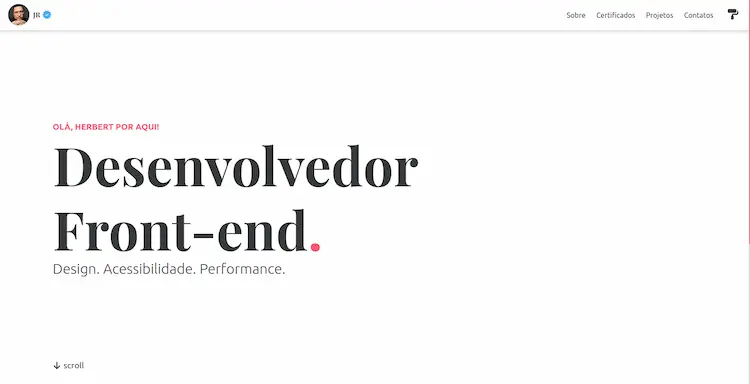 JR
Sobre
Certificados
Projetos
Contatos
OLÁ, HERBERT POR AQUI!
Desenvolvedor
Front-end.
Design. Acessibilidade. Performance.
scroll